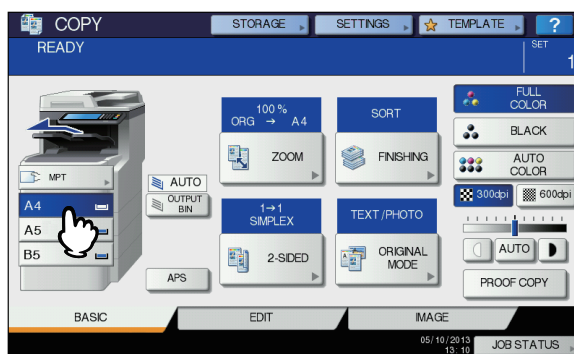 COPY
STORAGE
SETTINGS
TEMPLATE
?
READY
SET
1
100 %
ORG → A4
ZOOM
SORT
FINISHING
FULL
COLOR
BLACK
AUTO
COLOR
300dpi
600dpi
MPT
A4
A5
B5
AUTO
OUTPUT
BIN
APS
1→1
SIMPLEX
2-SIDED
TEXT/PHOTO
ORIGINAL
MODE
AUTO
PROOF COPY
BASIC
EDIT
IMAGE
05/10/2013
13:10
JOB STATUS